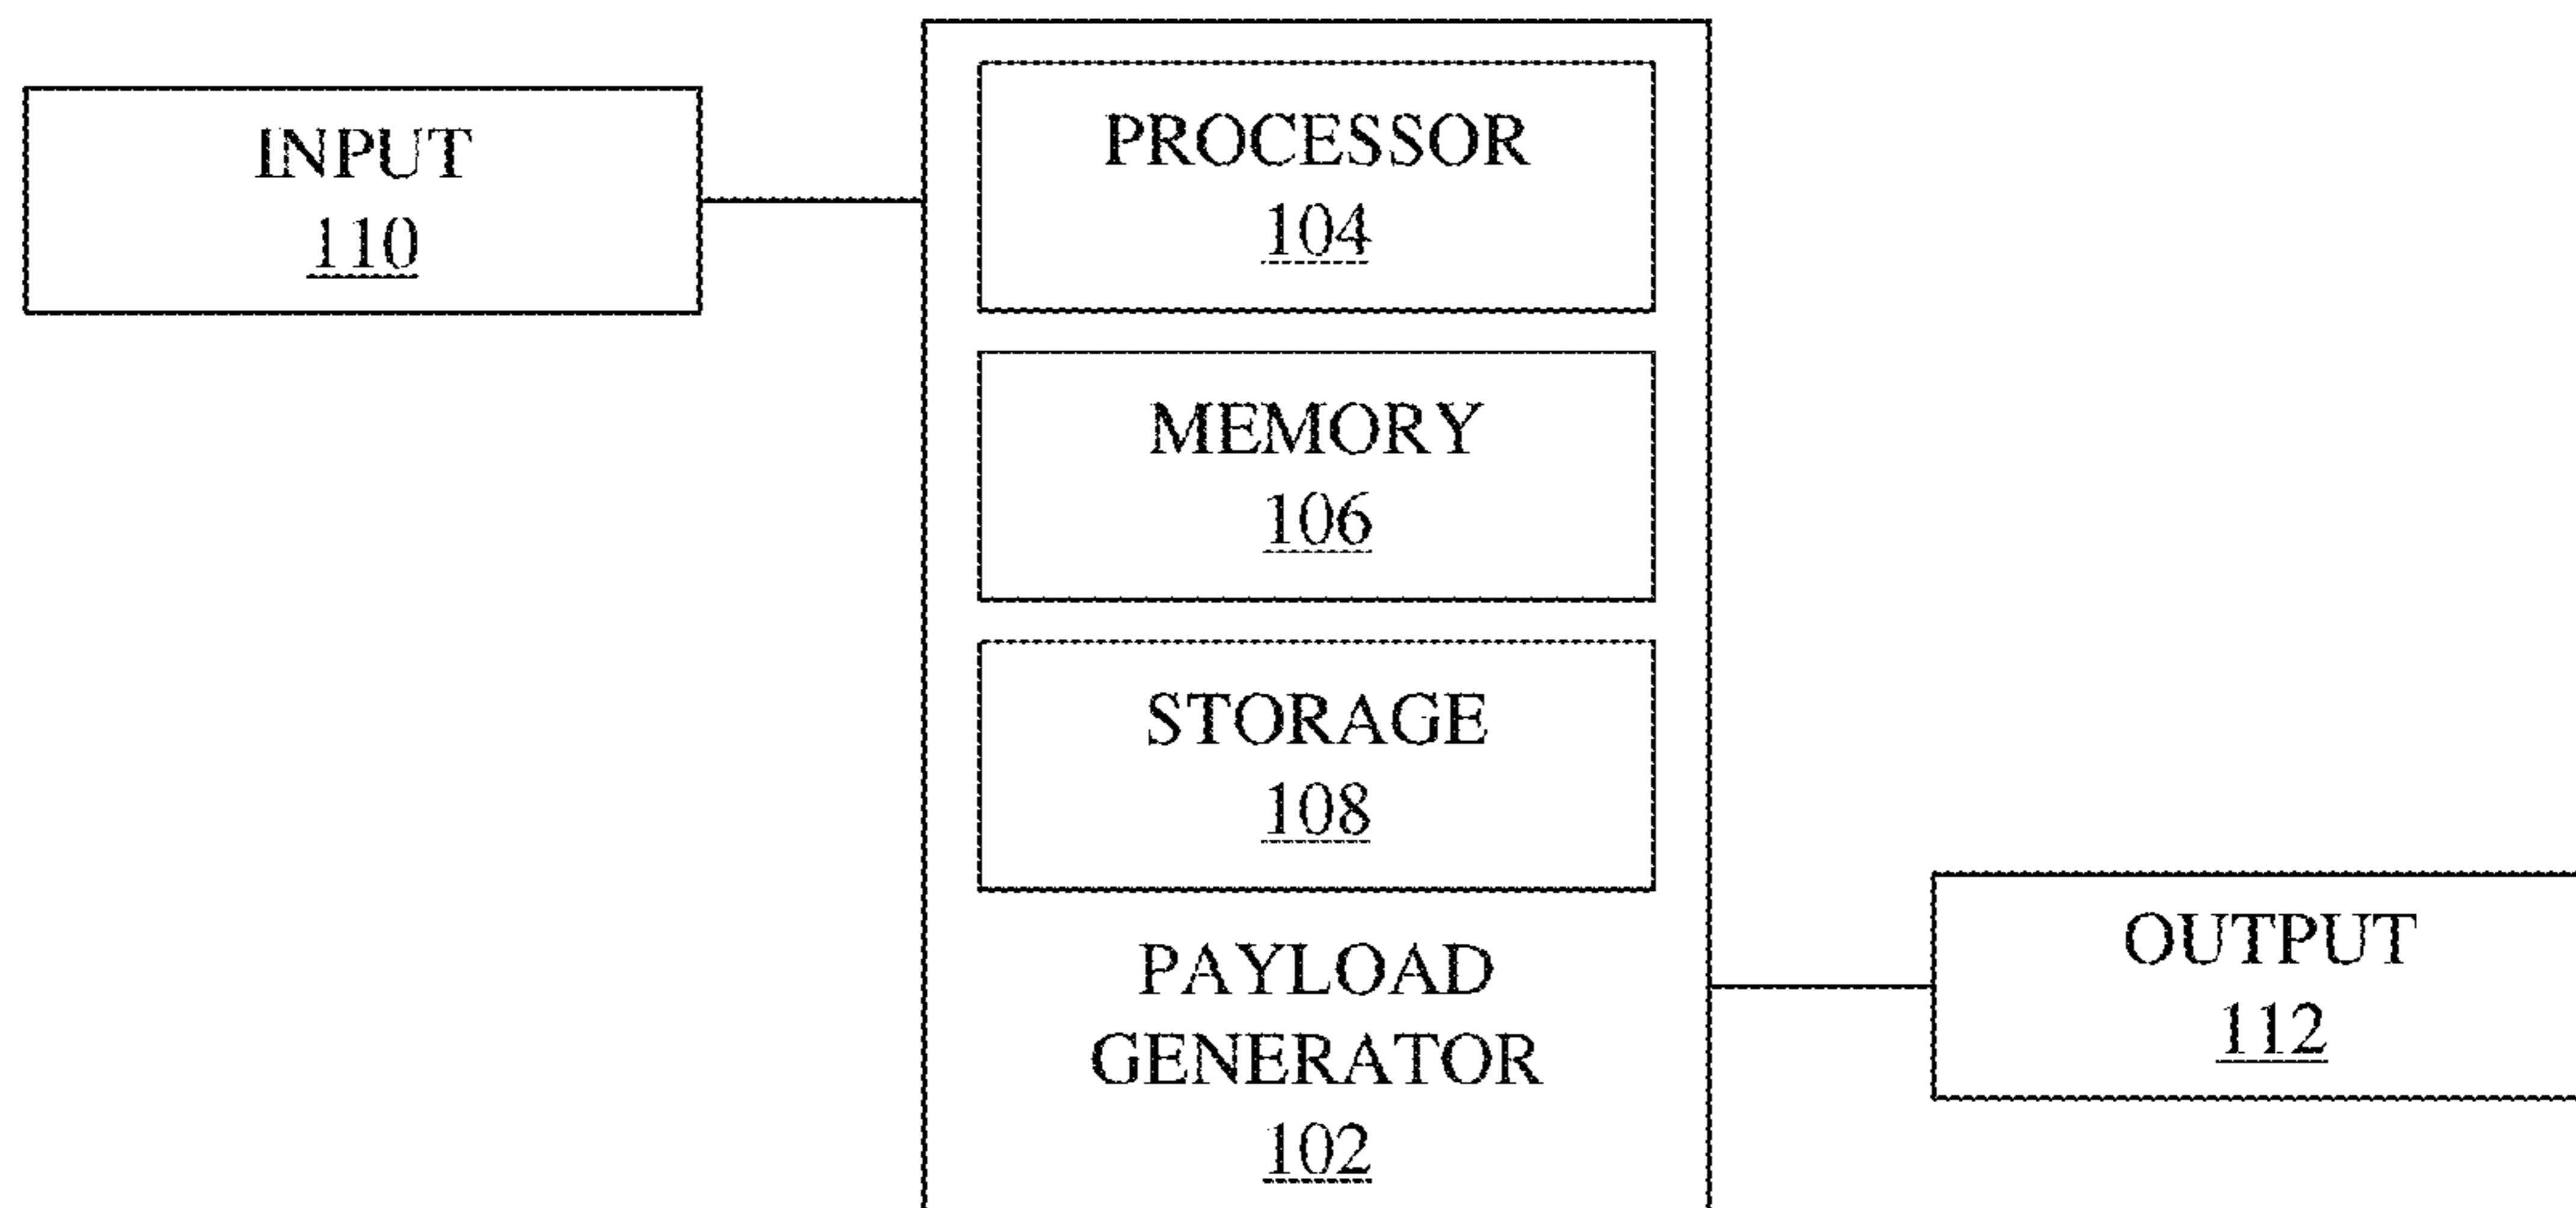 INPUT
110
PROCESSOR
104
MEMORY
106
STORAGE
108
PAYLOAD
GENERATOR
102
OUTPUT
112